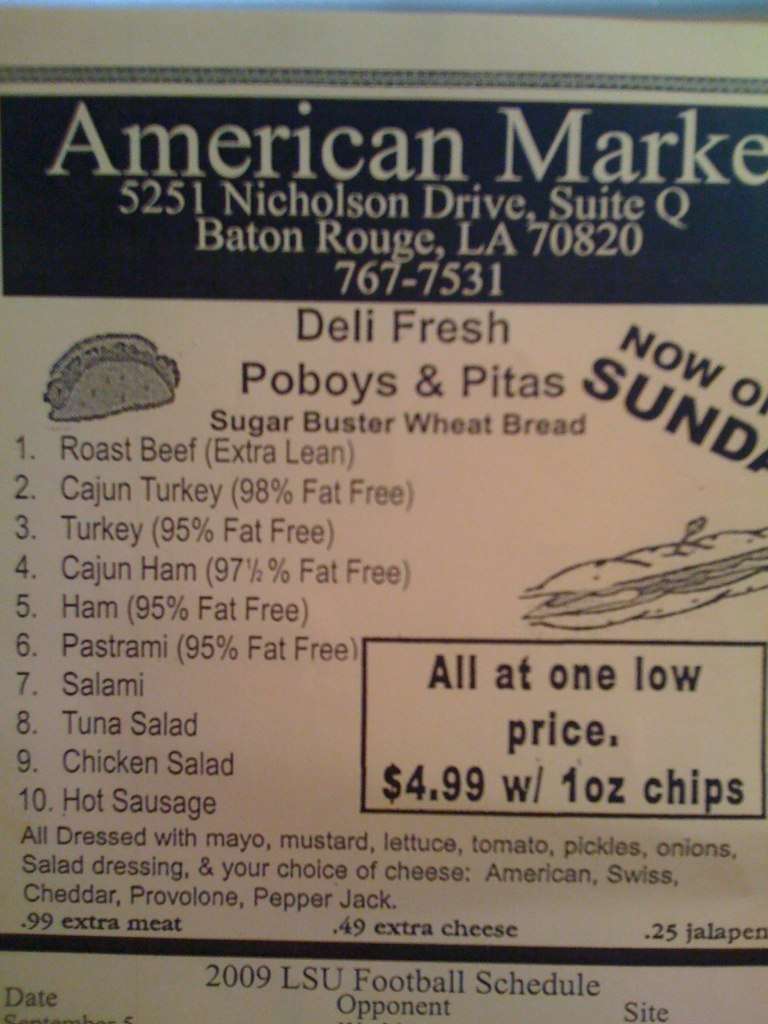 American Marke
5251 Nicholson Drive, Suite Q
Baton Rouge, LA 70820
767-7531
Deli Fresh
Poboys & Pitas
Sugar Buster Wheat Bread
NOW O
SUNDA
1. Roast Beef (Extra Lean)
2. Cajun Turkey (98% Fat Free)
3. Turkey (95% Fat Free)
4. Cajun Ham (97½% Fat Free)
5. Ham (95% Fat Free)
6. Pastrami (95% Fat Free)
7. Salami
8. Tuna Salad
9. Chicken Salad
10. Hot Sausage
All at one low
price.
$4.99 w/ 1oz chips
All Dressed with mayo, mustard, lettuce, tomato, pickles, onions,
Salad dressing, & your choice of cheese: American, Swiss,
Cheddar, Provolone, Pepper Jack.
.99 extra meat .49 extra cheese .25 jalapen
2009 LSU Football Schedule
Date Opponent Site
September 5